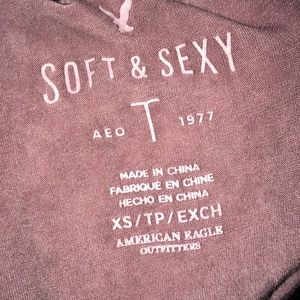 SOFT & SEXY
AEO T 1977
MADE IN CHINA
FABRIQUÉ EN CHINE
HECHO EN CHINA
XS/TP/EXCH
AMERICAN EAGLE
OUTFITTERS